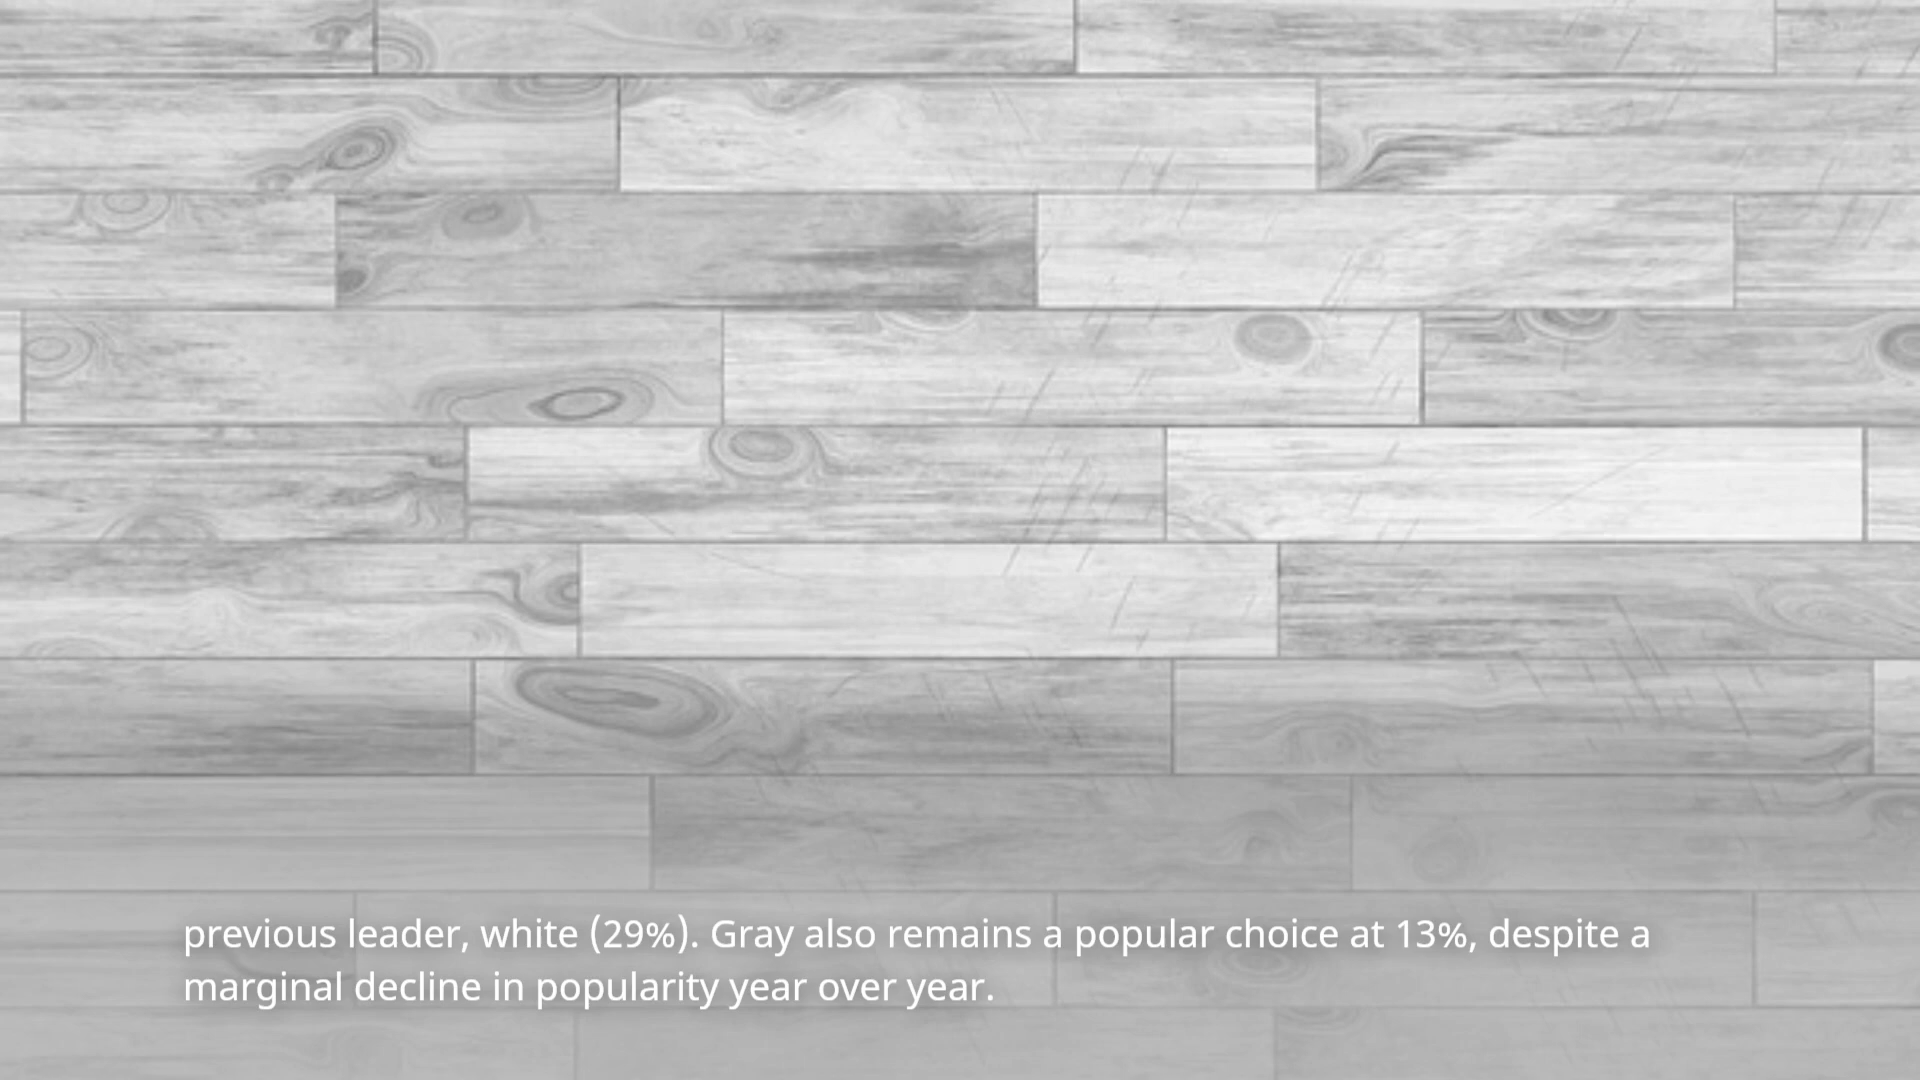 previous leader, white (29%). Gray also remains a popular choice at 13%, despite a
marginal decline in popularity year over year.